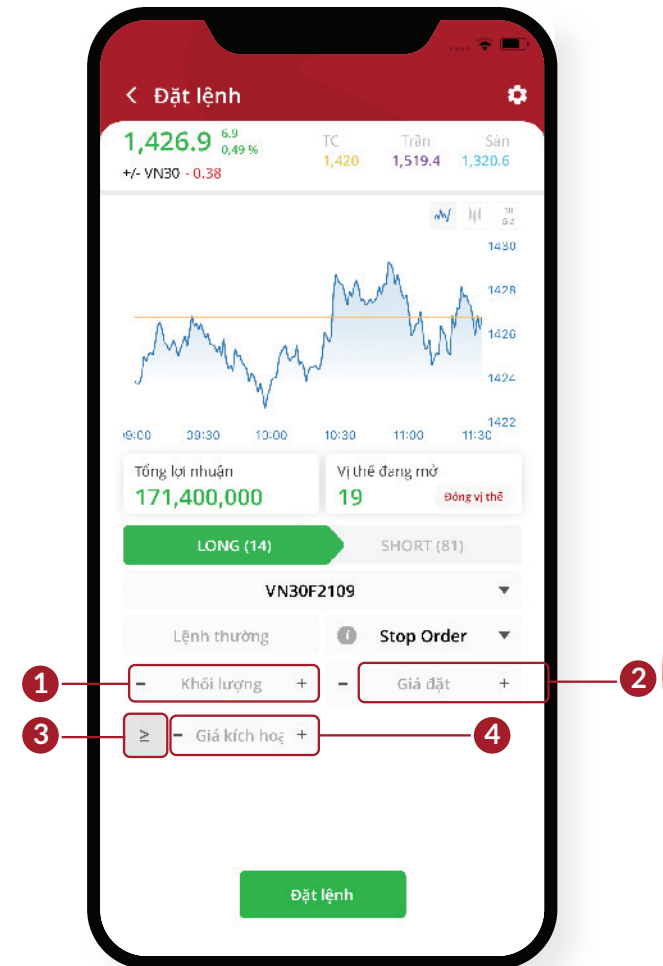 Đặt lệnh
1,426.9 6.9 0,49 % TC Trần Sàn
+/- VN30 - 0.38 1,420 1,519.4 1,320.6
10
Giá
1430
1428
1426
1424
1422
09:00 09:30 10:00 10:30 11:00 11:30
Tổng lợi nhuận Vị thế đang mở
171,400,000 19 Đóng vị thế
LONG (14) SHORT (81)
VN30F2109
Lệnh thường i Stop Order
1 - Khối lượng + - Giá đặt + 2
3 ≥ - Giá kích hoạ + 4
Đặt lệnh